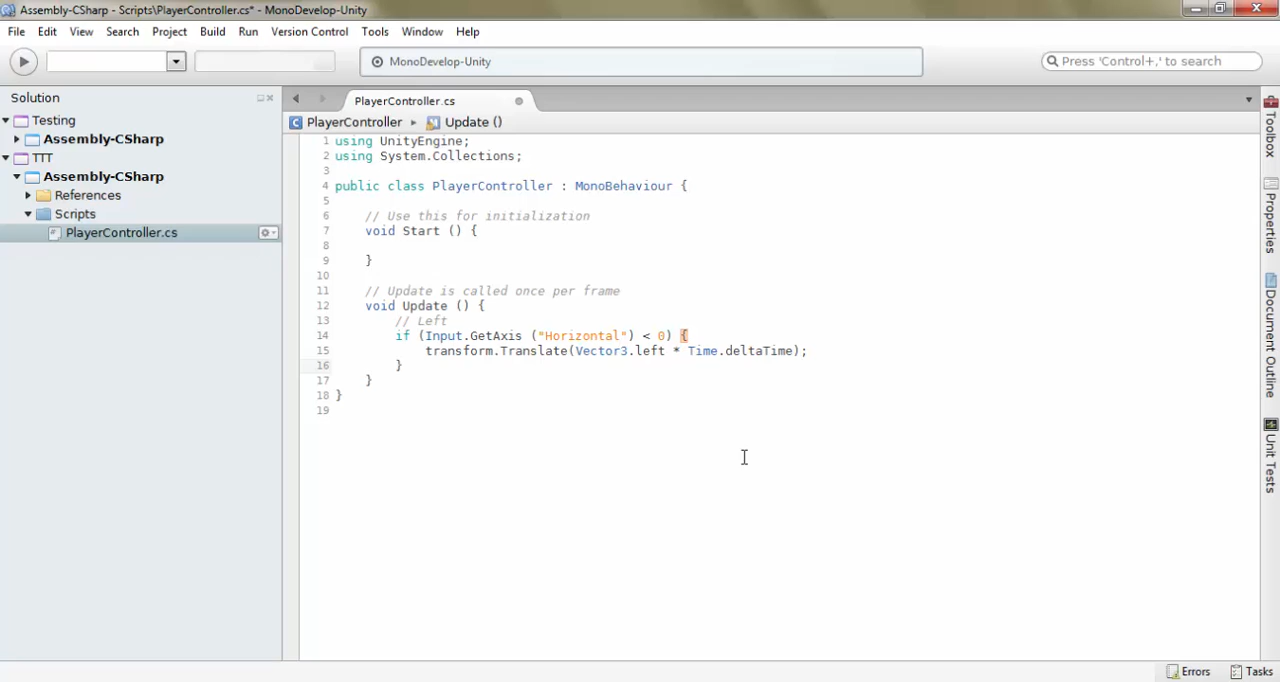 Assembly-CSharp - Scripts\PlayerController.cs* - MonoDevelop-Unity
File Edit View Search Project Build Run Version Control Tools Window Help
MonoDevelop-Unity
Press 'Control+,' to search
Solution
Testing
Assembly-CSharp
TTT
Assembly-CSharp
References
Scripts
PlayerController.cs
PlayerController.cs
PlayerController ▸ Update ()
1 using UnityEngine;
2 using System.Collections;
3
4 public class PlayerController : MonoBehaviour {
5
6 // Use this for initialization
7 void Start () {
8
9 }
10
11 // Update is called once per frame
12 void Update () {
13 // Left
14 if (Input.GetAxis ("Horizontal") < 0) {
15 transform.Translate(Vector3.left * Time.deltaTime);
16 }
17 }
18 }
19
Toolbox
Properties
Document Outline
Unit Tests
Errors Tasks